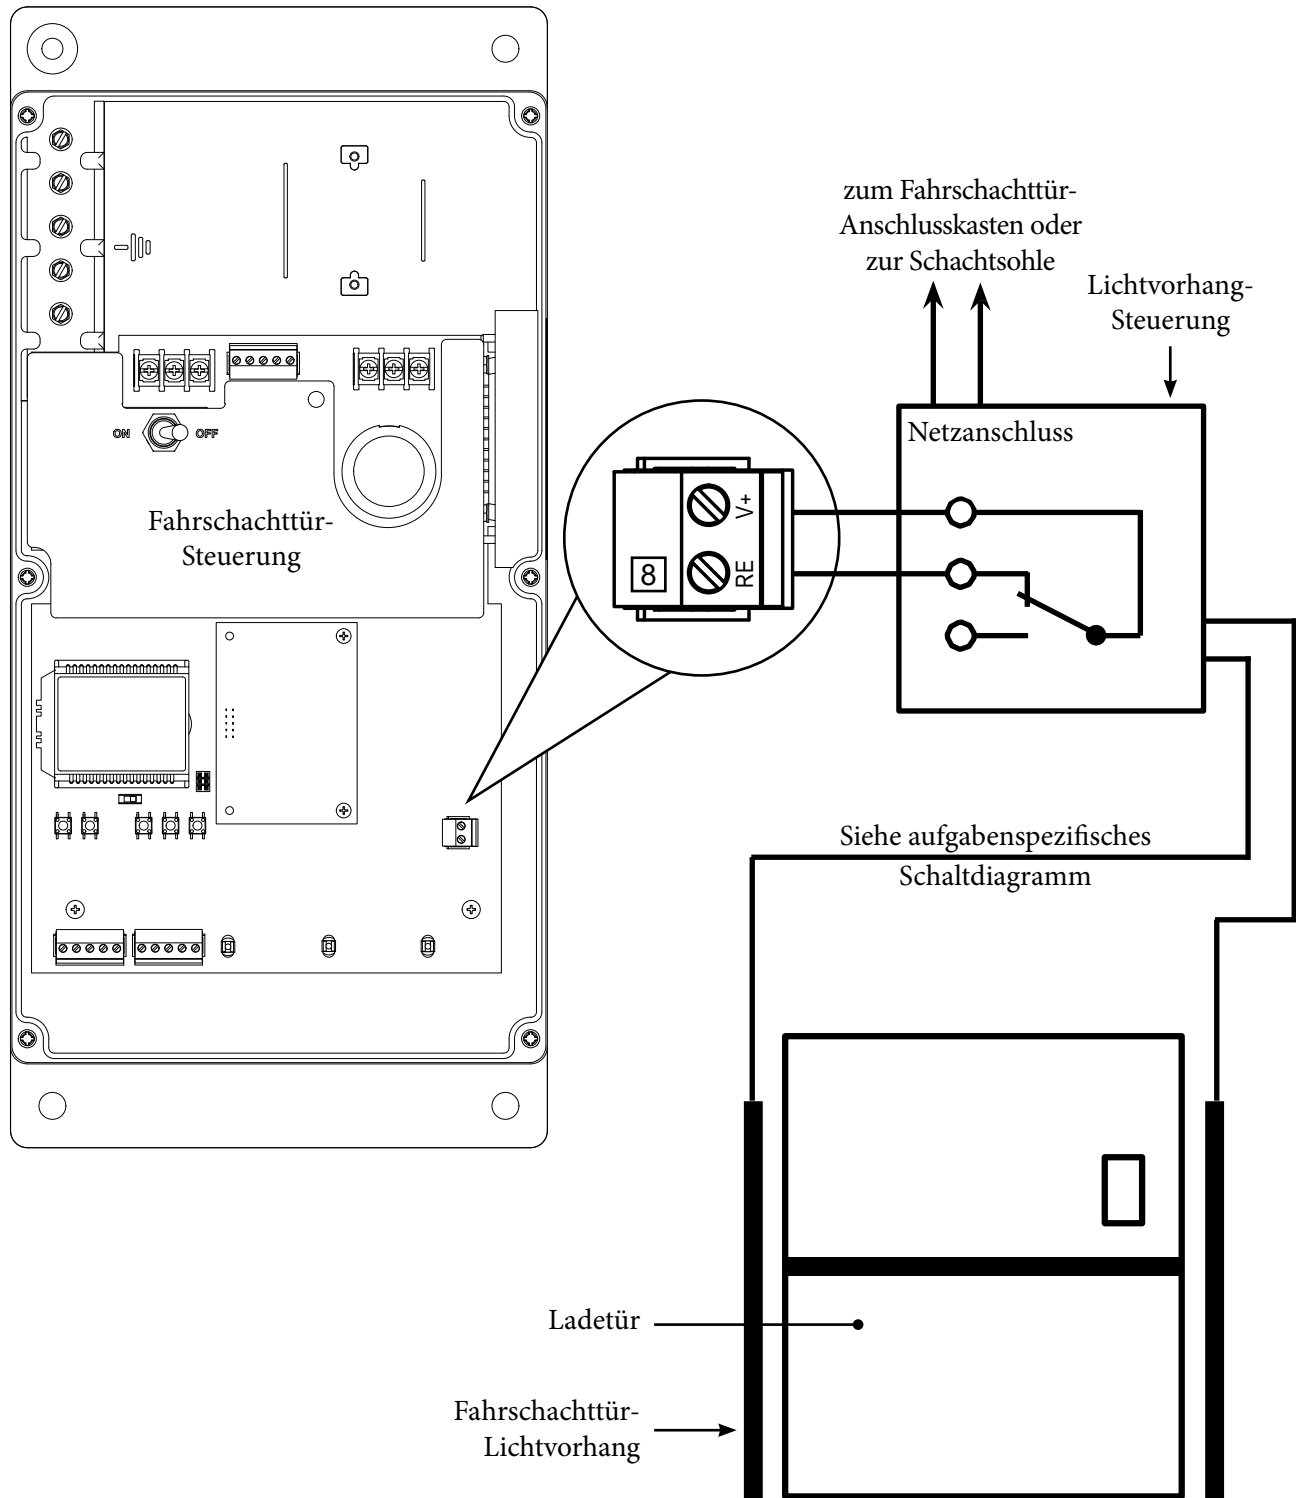 zum Fahrschachttür-
Anschlusskasten oder
zur Schachtsohle
Lichtvorhang-
Steuerung
Netzanschluss
ON
OFF
Fahrschachttür-
Steuerung
V+
RE
8
Siehe aufgabenspezifisches
Schaltdiagramm
Ladetür
Fahrschachttür-
Lichtvorhang